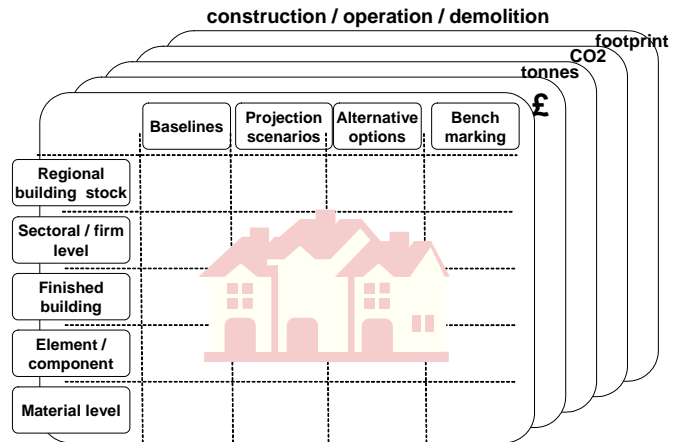 construction / operation / demolition
footprint
CO2
tonnes
£
Baselines
Projection
scenarios
Alternative
options
Bench
marking
Regional
building stock
Sectoral / firm
level
Finished
building
Element /
component
Material level